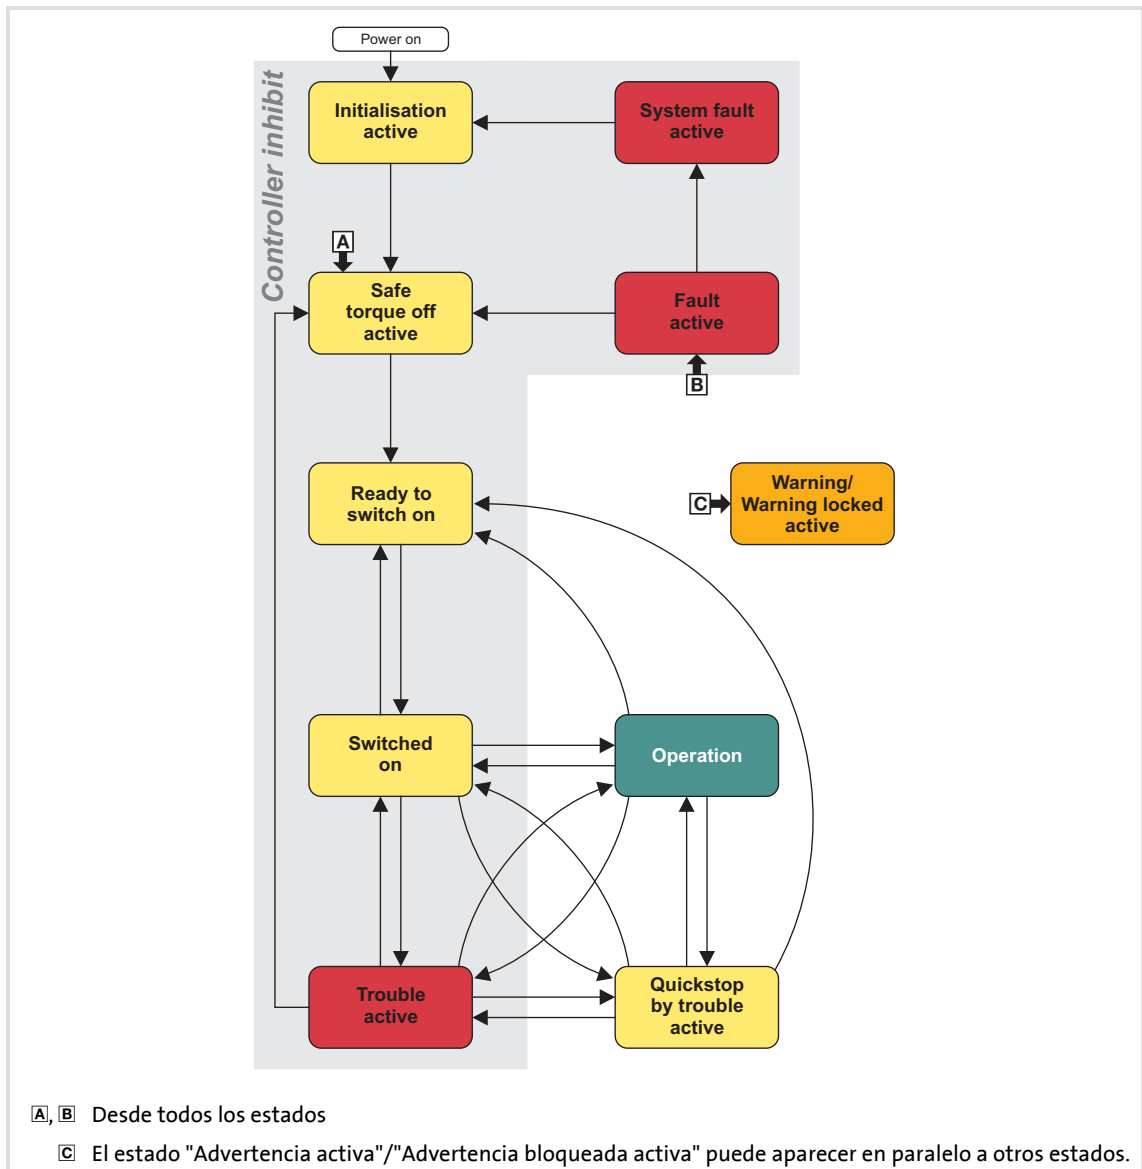 Power on
Controller inhibit
Initialisation
active
System fault
active
A
Safe
torque off
active
Fault
active
B
Ready to
switch on
C
Warning/
Warning locked
active
Switched
on
Operation
Trouble
active
Quickstop
by trouble
active
A, B Desde todos los estados
C El estado "Advertencia activa"/"Advertencia bloqueada activa" puede aparecer en paralelo a otros estados.